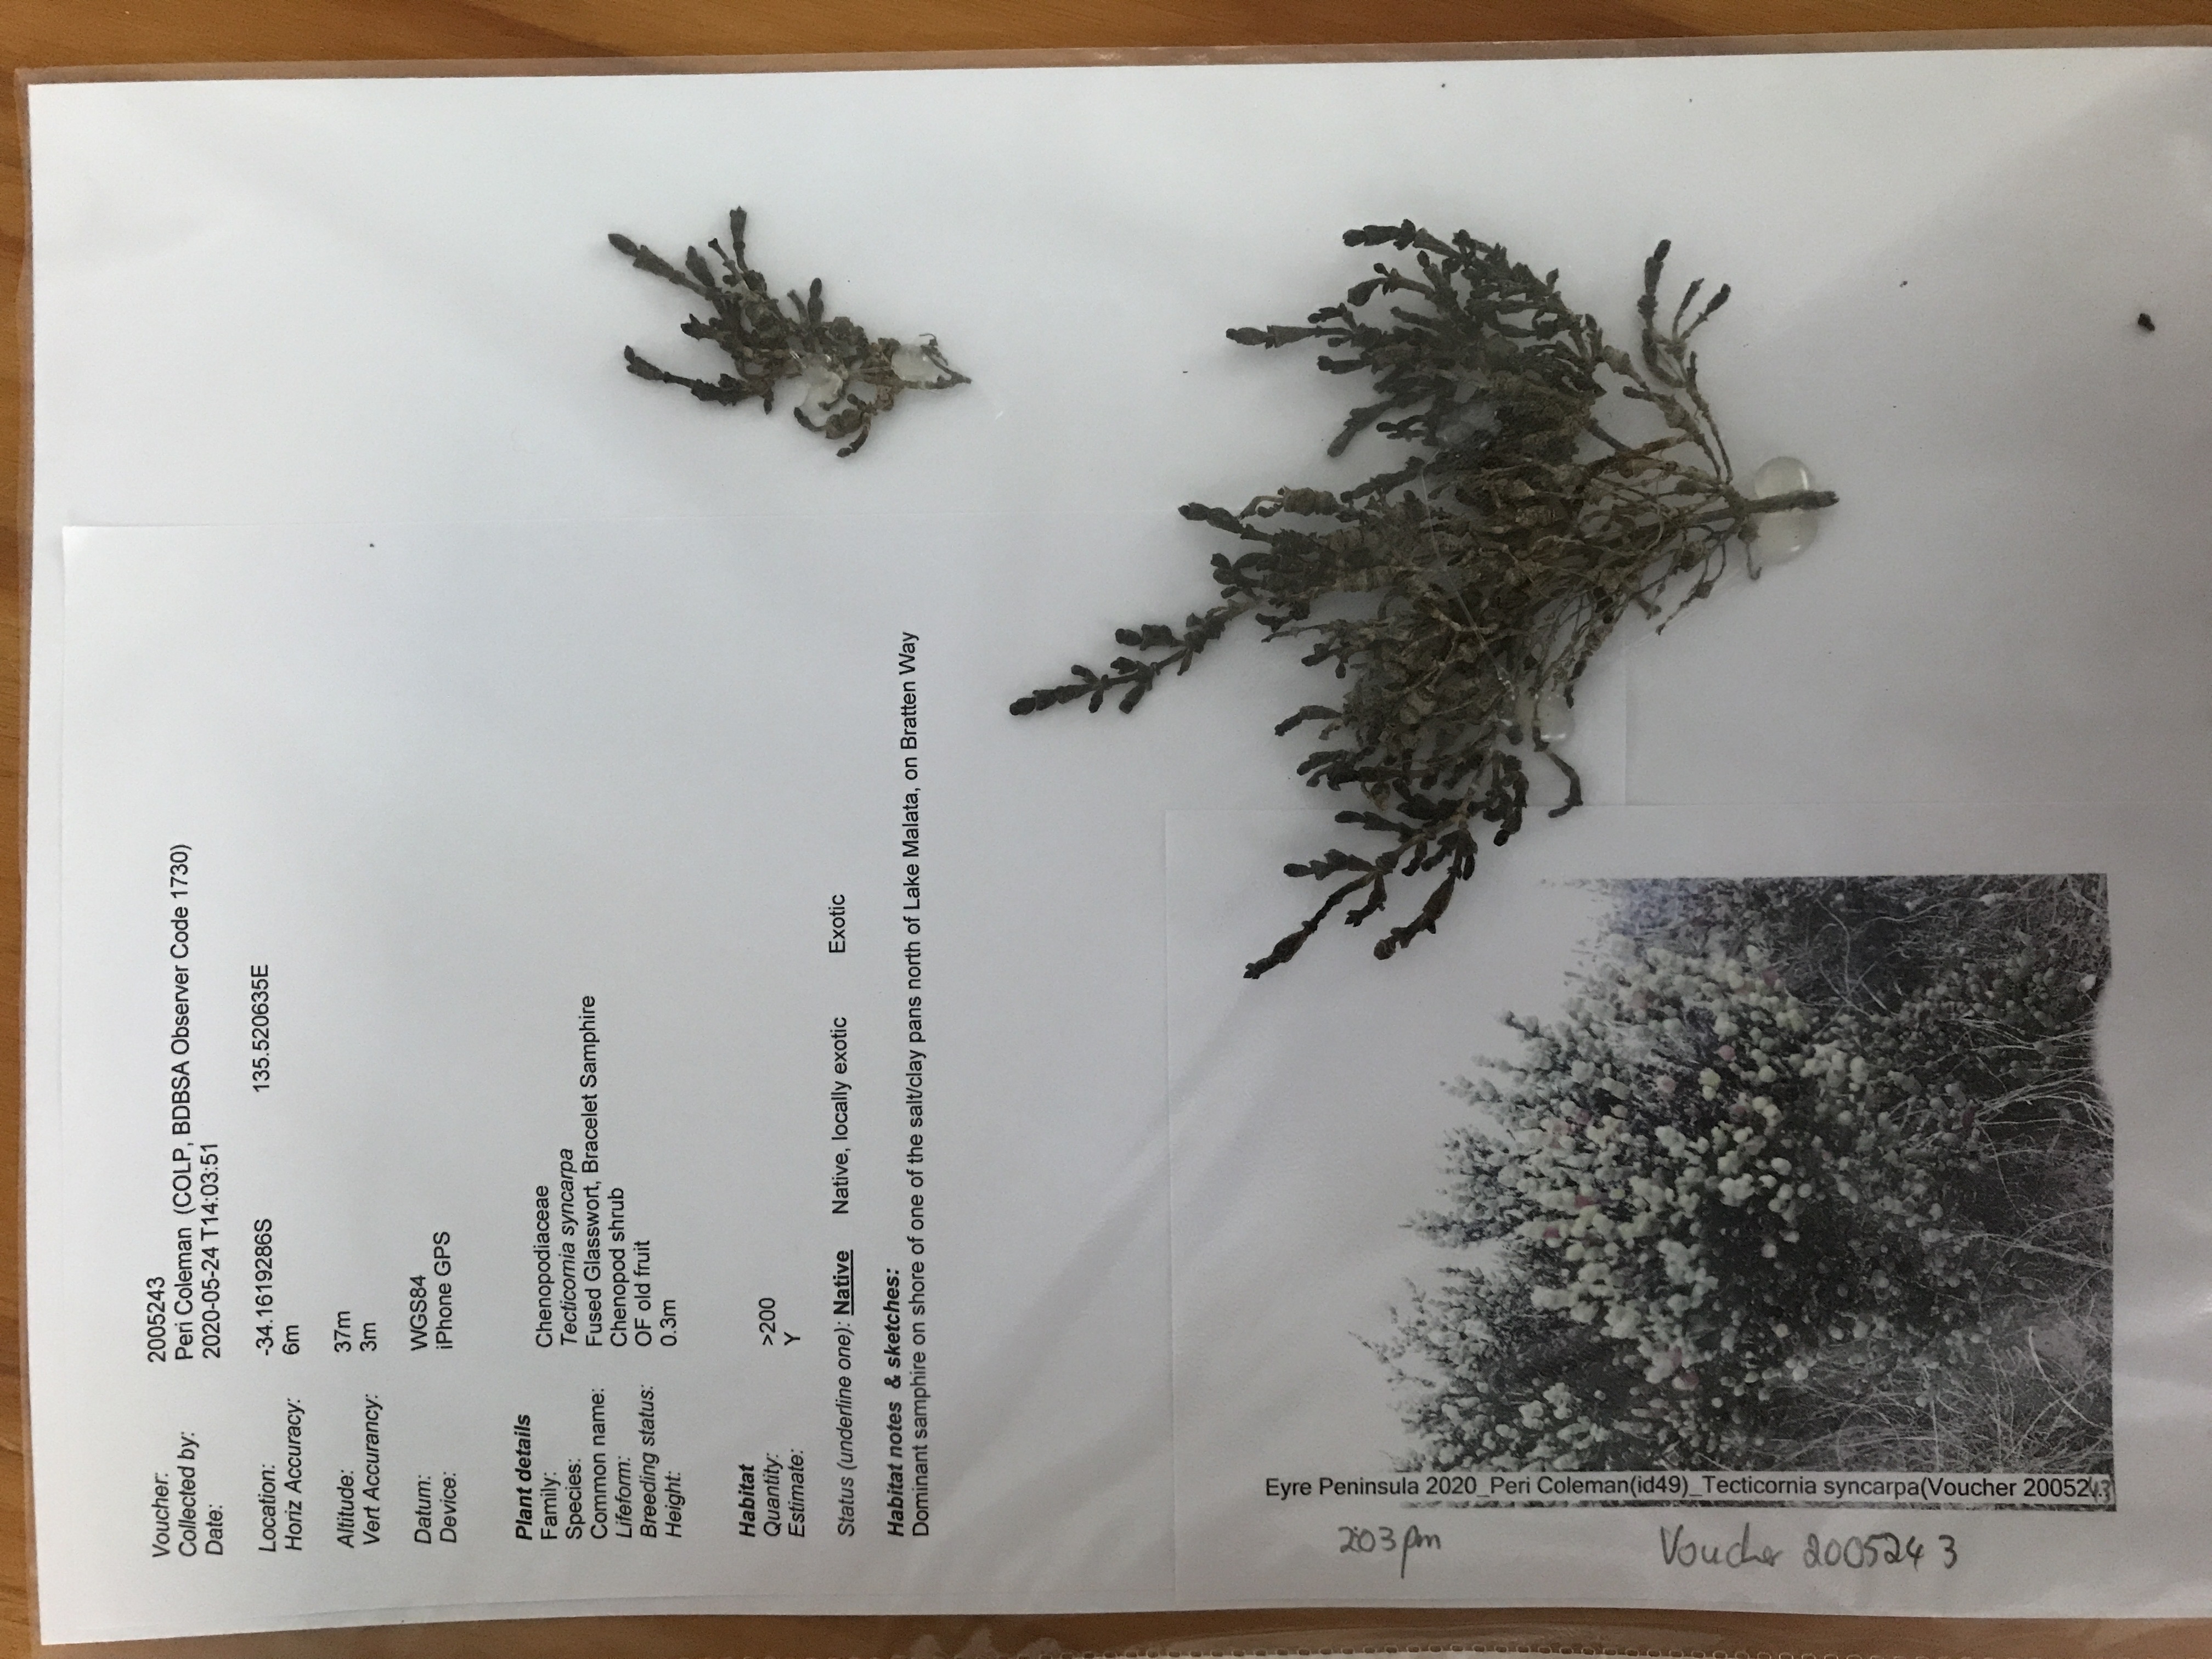 Voucher: 2005243
Collected by: Peri Coleman (COLP, BDBSA Observer Code 1730)
Date: 2020-05-24 T14:03:51
Location: -34.1619286S 135.520635E
Horiz Accuracy: 6m
Altitude: 37m
Vert Accurancy: 3m
Datum: WGS84
Device: iPhone GPS
Plant details
Family: Chenopodiaceae
Species: Tecticornia syncarpa
Common name: Fused Glasswort, Bracelet Samphire
Lifeform: Chenopod shrub
Breeding status: OF old fruit
Height: 0.3m
Habitat
Quantity: >200
Estimate: Y
Status (underline one): Native Native, locally exotic Exotic
Habitat notes & sketches:
Dominant samphire on shore of one of the salt/clay pans north of Lake Malata, on Bratten Way
Eyre Peninsula 2020_Peri Coleman(id49)_Tecticornia syncarpa(Voucher 2005243
203pm Voucher 2005243